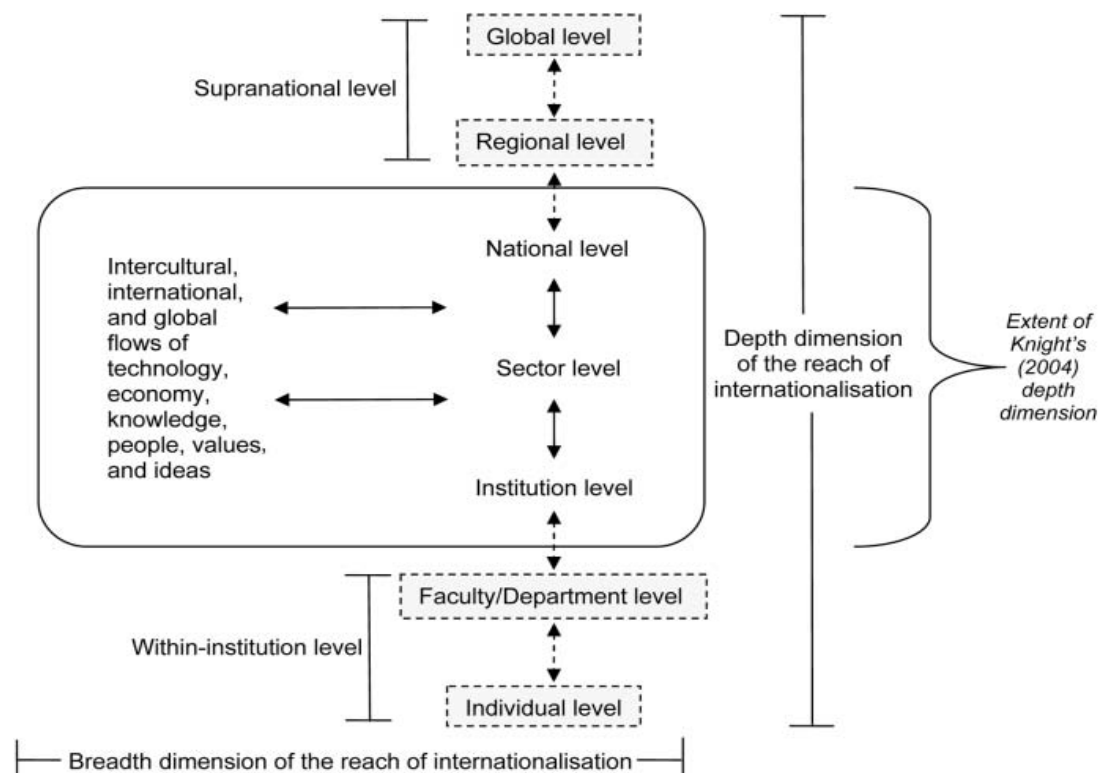 Global level
Supranational level
Regional level
National level
Intercultural,
international,
and global
flows of
technology,
economy,
knowledge,
people, values,
and ideas
Sector level
Institution level
Depth dimension
of the reach of
internationalisation
Extent of
Knight's
(2004)
depth
dimension
Faculty/Department level
Within-institution level
Individual level
Breadth dimension of the reach of internationalisation